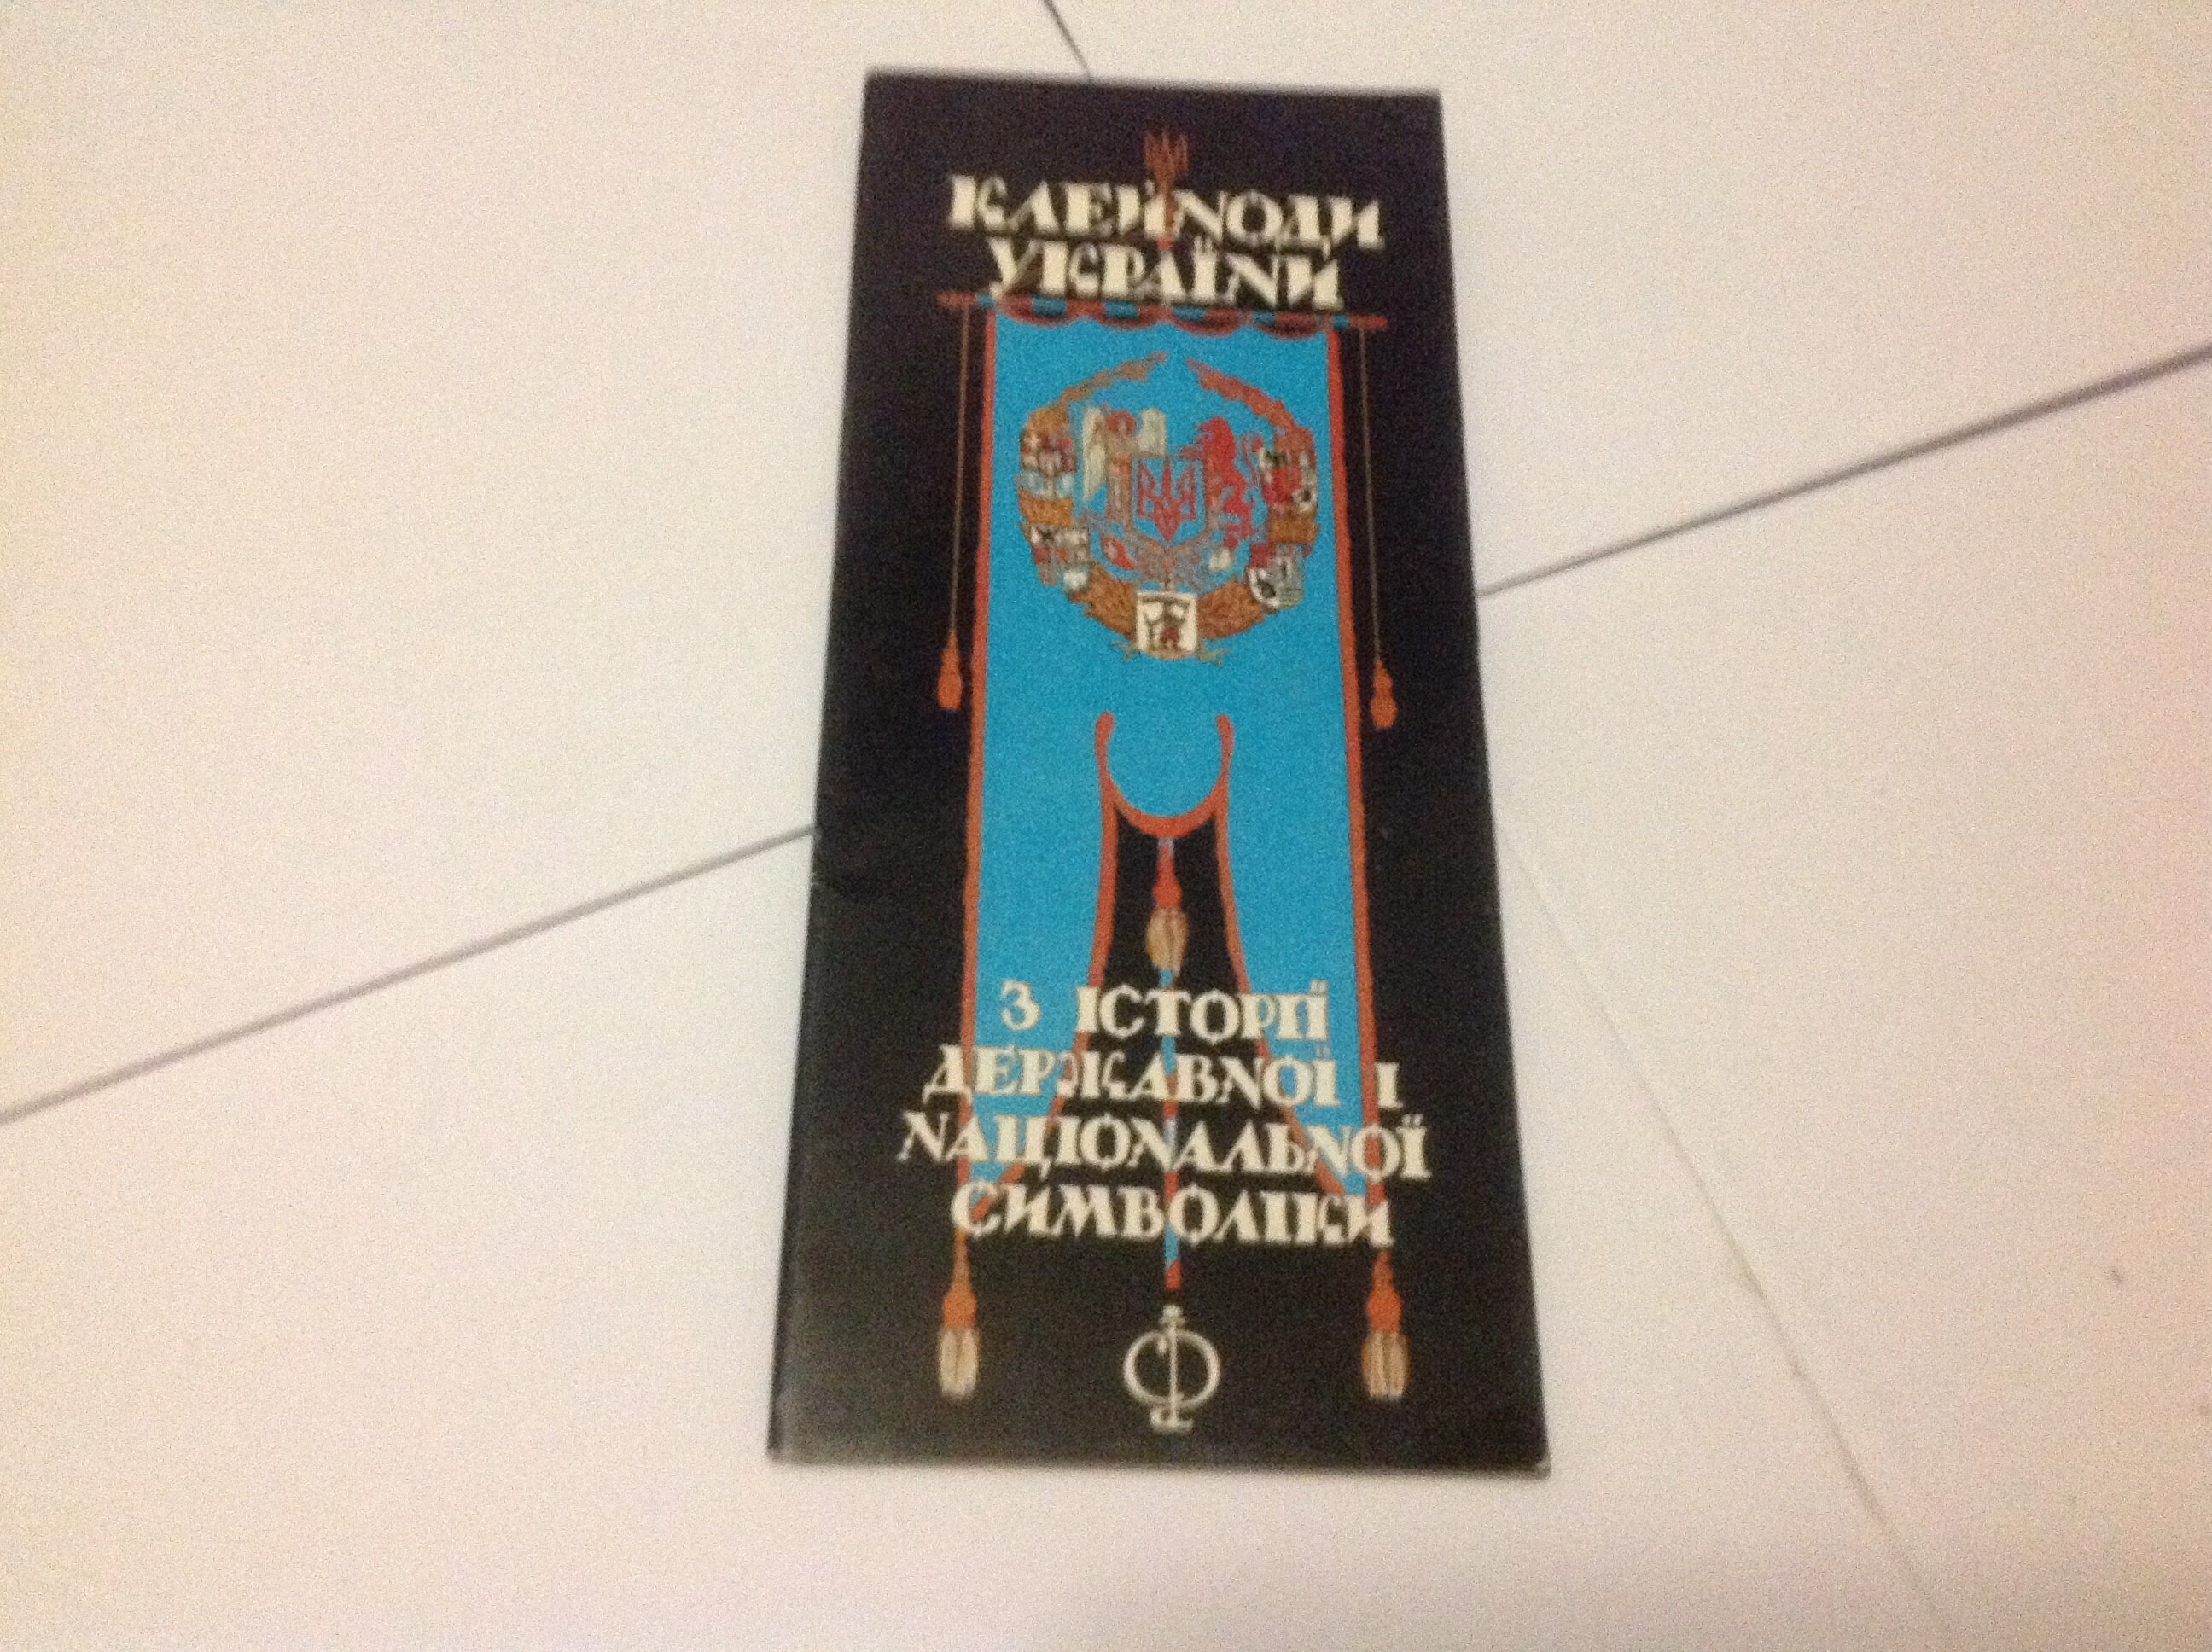 КЛЕЙНОДИ
УКРАЇНИ
З ІСТОРІЇ
ДЕРЖАВНОЇ І
НАЦІОНАЛЬНОЇ
СИМВОЛІКИ